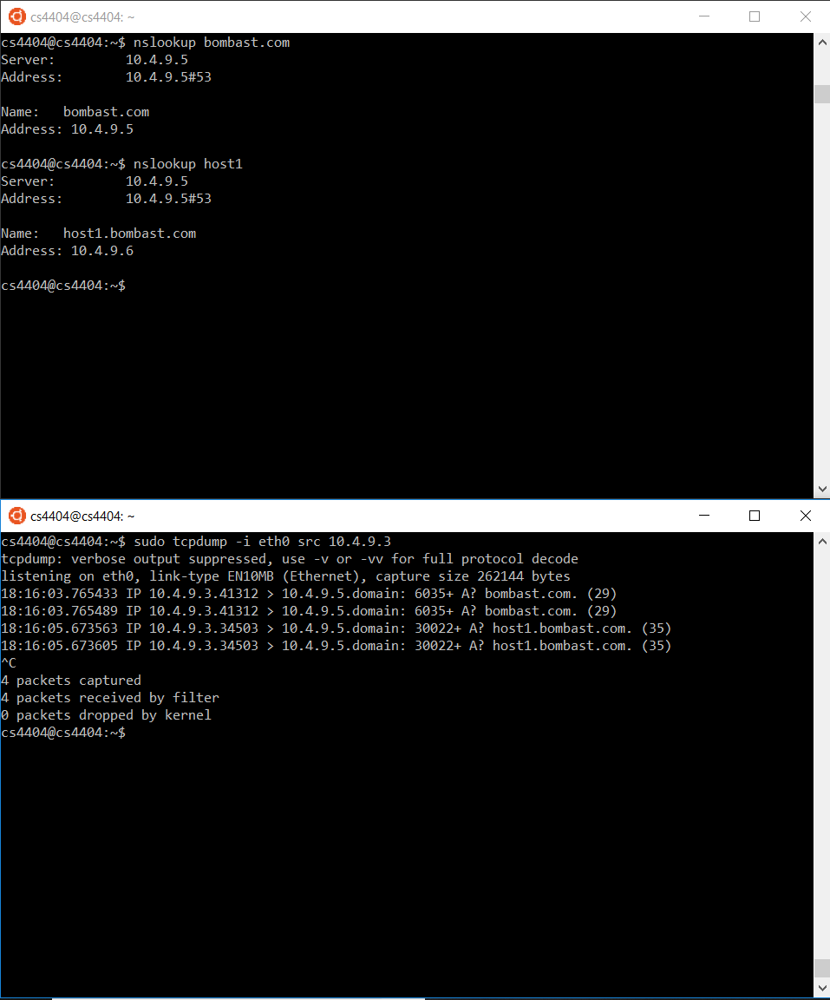 cs4404@cs4404: ~
cs4404@cs4404:~$ nslookup bombast.com
Server:         10.4.9.5
Address:        10.4.9.5#53
Name:   bombast.com
Address: 10.4.9.5
cs4404@cs4404:~$ nslookup host1
Server:         10.4.9.5
Address:        10.4.9.5#53
Name:   host1.bombast.com
Address: 10.4.9.6
cs4404@cs4404:~$
cs4404@cs4404: ~
cs4404@cs4404:~$ sudo tcpdump -i eth0 src 10.4.9.3
tcpdump: verbose output suppressed, use -v or -vv for full protocol decode
listening on eth0, link-type EN10MB (Ethernet), capture size 262144 bytes
18:16:03.765433 IP 10.4.9.3.41312 > 10.4.9.5.domain: 6035+ A? bombast.com. (29)
18:16:03.765489 IP 10.4.9.3.41312 > 10.4.9.5.domain: 6035+ A? bombast.com. (29)
18:16:05.673563 IP 10.4.9.3.34503 > 10.4.9.5.domain: 30022+ A? host1.bombast.com. (35)
18:16:05.673605 IP 10.4.9.3.34503 > 10.4.9.5.domain: 30022+ A? host1.bombast.com. (35)
^C
4 packets captured
4 packets received by filter
0 packets dropped by kernel
cs4404@cs4404:~$